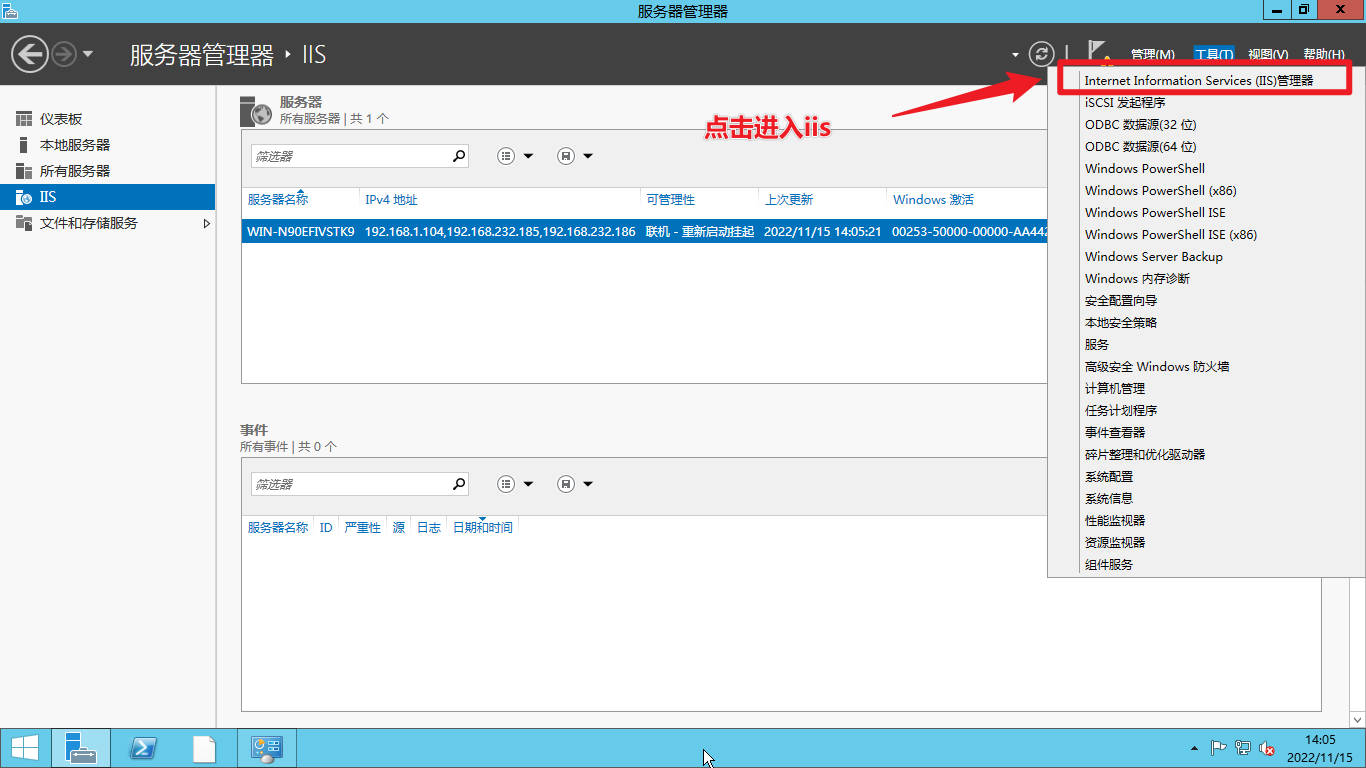 服务器管理器
服务器管理器 ‣ IIS
管理(M) 工具(T) 视图(V) 帮助(H)
仪表板
本地服务器
所有服务器
IIS
文件和存储服务
服务器
所有服务器 | 共 1 个
筛选器
服务器名称 IPv4 地址 可管理性 上次更新 Windows 激活
WIN-N90EFIVSTK9 192.168.1.104,192.168.232.185,192.168.232.186 联机 - 重新启动挂起 2022/11/15 14:05:21 00253-50000-00000-AA442
事件
所有事件 | 共 0 个
筛选器
服务器名称 ID 严重性 源 日志 日期和时间
点击进入iis
Internet Information Services (IIS)管理器
iSCSI 发起程序
ODBC 数据源(32 位)
ODBC 数据源(64 位)
Windows PowerShell
Windows PowerShell (x86)
Windows PowerShell ISE
Windows PowerShell ISE (x86)
Windows Server Backup
Windows 内存诊断
安全配置向导
本地安全策略
服务
高级安全 Windows 防火墙
计算机管理
任务计划程序
事件查看器
碎片整理和优化驱动器
系统配置
系统信息
性能监视器
资源监视器
组件服务
14:05
2022/11/15